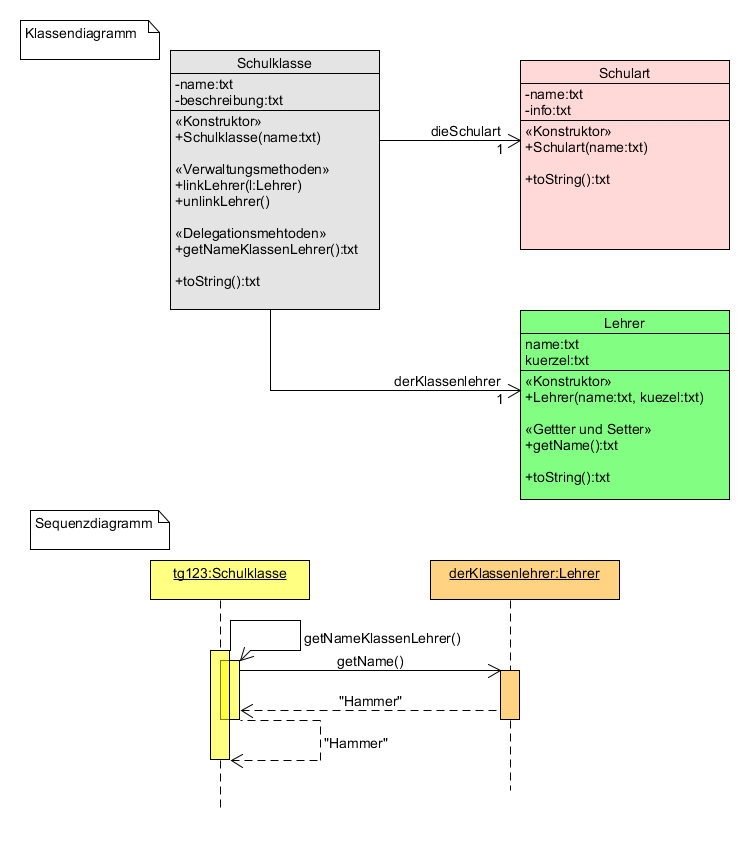 Klassendiagramm
Schulklasse
-name:txt
-beschreibung:txt
«Konstruktor»
+Schulklasse(name:txt)
«Verwaltungsmethoden»
+linkLehrer(l:Lehrer)
+unlinkLehrer()
«Delegationsmehtoden»
+getNameKlassenLehrer():txt
+toString():txt
dieSchulart
1
Schulart
-name:txt
-info:txt
«Konstruktor»
+Schulart(name:txt)
+toString():txt
derKlassenlehrer
1
Lehrer
name:txt
kuerzel:txt
«Konstruktor»
+Lehrer(name:txt, kuezel:txt)
«Gettter und Setter»
+getName():txt
+toString():txt
Sequenzdiagramm
tg123:Schulklasse
derKlassenlehrer:Lehrer
getNameKlassenLehrer()
getName()
"Hammer"
"Hammer"